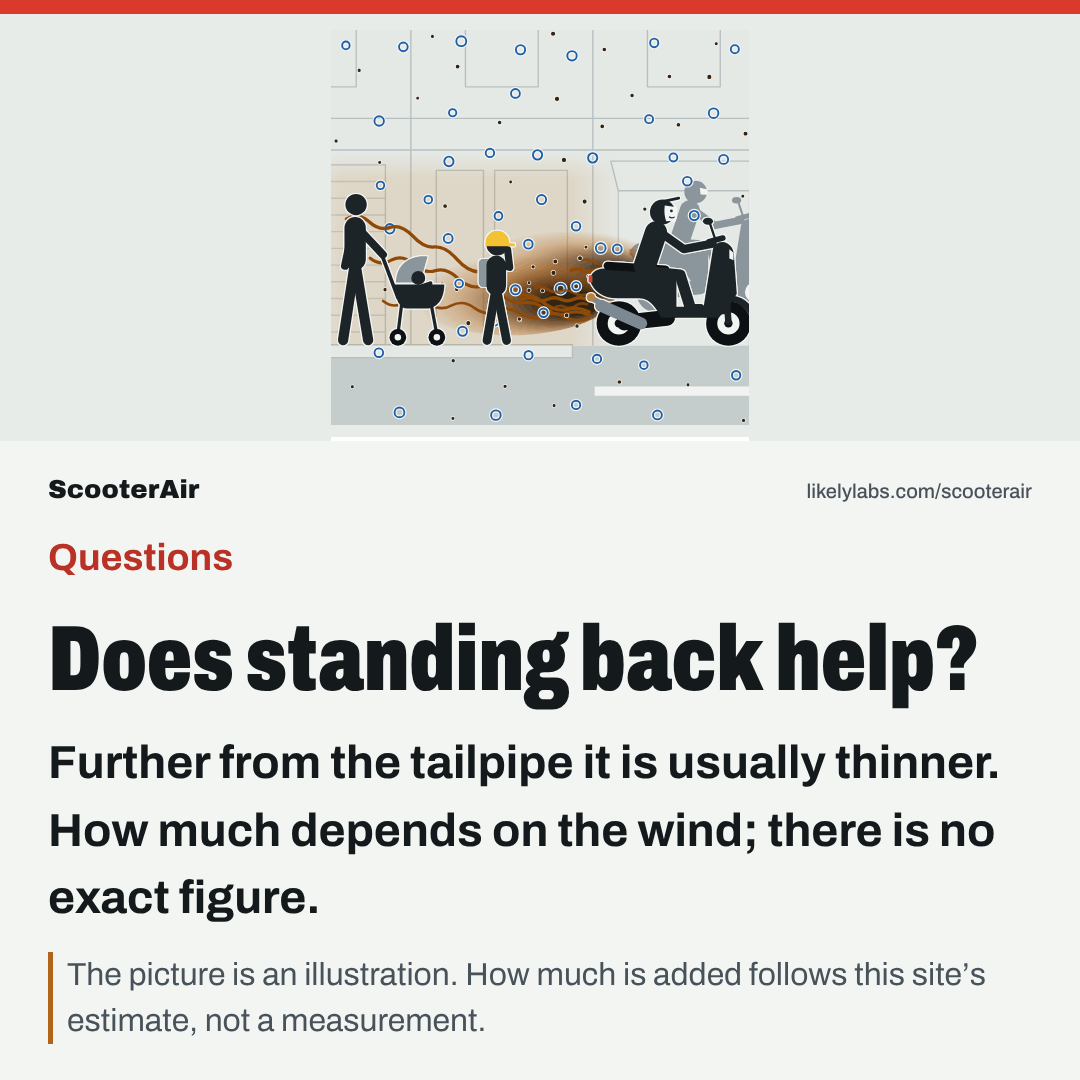 ScooterAir
likelylabs.com/scooterair
Questions
Does standing back help?
Further from the tailpipe it is usually thinner.
How much depends on the wind; there is no
exact figure.
The picture is an illustration. How much is added follows this site’s
estimate, not a measurement.